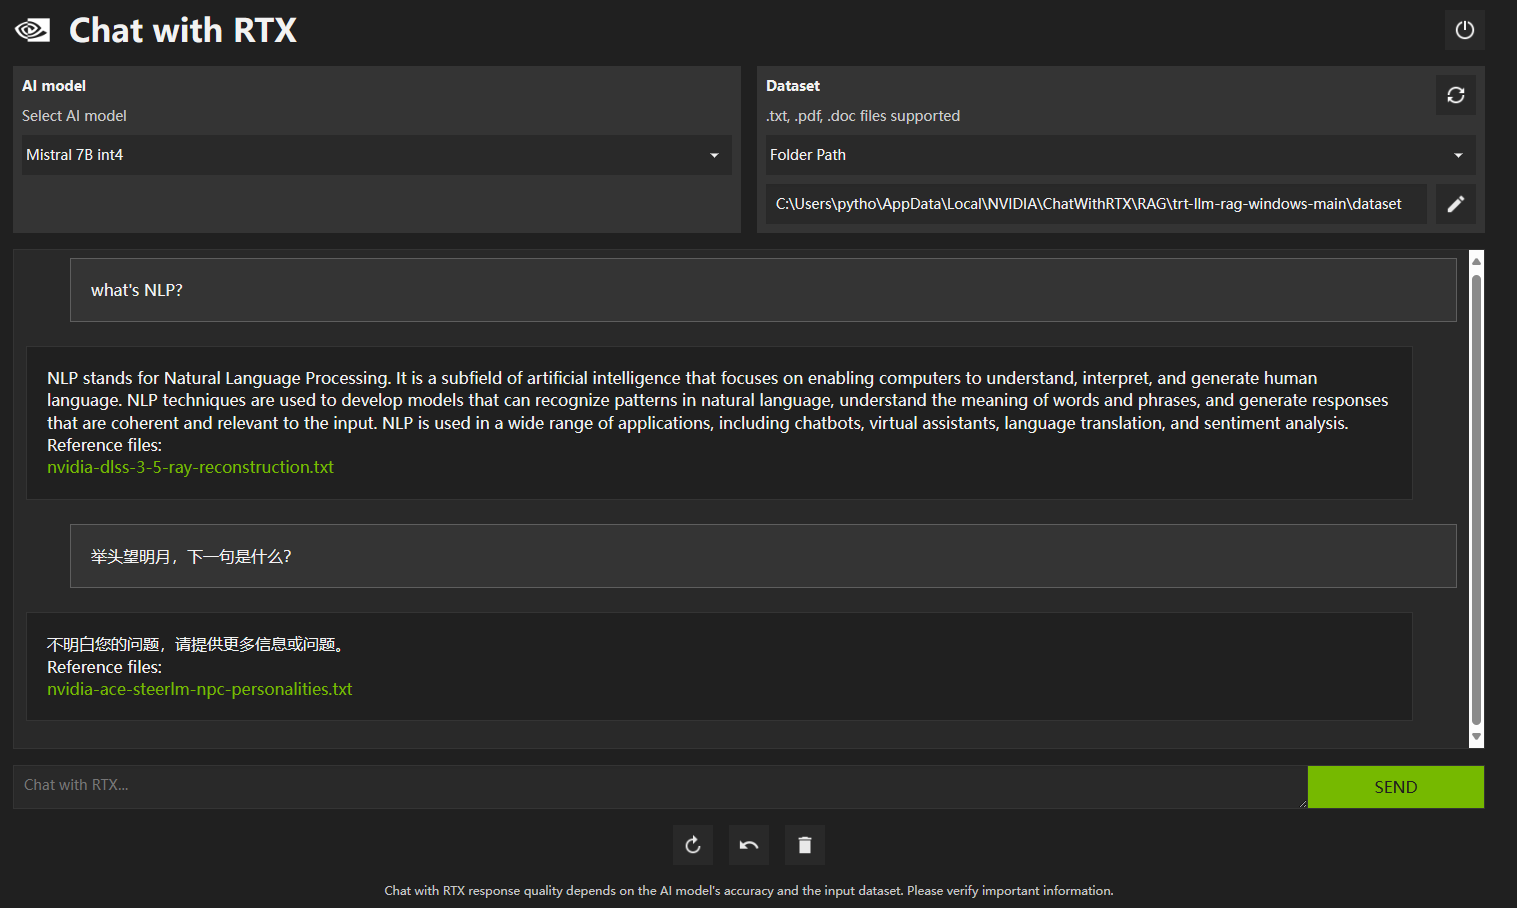 Chat with RTX
AI model
Select AI model
Mistral 7B int4
Dataset
.txt, .pdf, .doc files supported
Folder Path
C:\Users\pytho\AppData\Local\NVIDIA\ChatWithRTX\RAG\trt-llm-rag-windows-main\dataset
what's NLP?
NLP stands for Natural Language Processing. It is a subfield of artificial intelligence that focuses on enabling computers to understand, interpret, and generate human
language. NLP techniques are used to develop models that can recognize patterns in natural language, understand the meaning of words and phrases, and generate responses
that are coherent and relevant to the input. NLP is used in a wide range of applications, including chatbots, virtual assistants, language translation, and sentiment analysis.
Reference files:
nvidia-dlss-3-5-ray-reconstruction.txt
举头望明月，下一句是什么？
不明白您的问题，请提供更多信息或问题。
Reference files:
nvidia-ace-steerlm-npc-personalities.txt
Chat with RTX...
SEND
Chat with RTX response quality depends on the AI model's accuracy and the input dataset. Please verify important information.